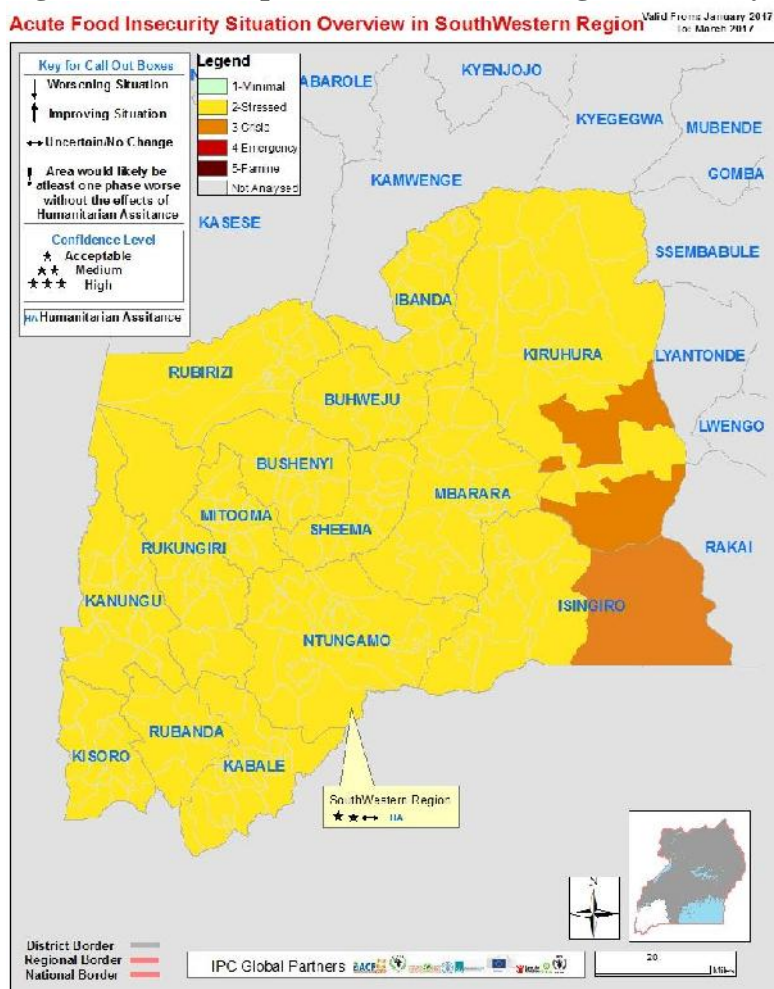 Acute Food Insecurity Situation Overview in SouthWestern Region
Valid From: January 2017
To: March 2017
Key for Call Out Boxes
Worsening Situation
Improving Situation
Uncertain/No Change
Area would likely be
atleast one phase worse
without the effects of
Humanitarian Assitance
Confidence Level
Acceptable
Medium
High
HA Humanitarian Assitance
Legend
1-Minimal
2-Stressed
3 Crisis
4 Emergency
5-Famine
Not Analysed
ABAROLE
KYENJOJO
KYEGEGWA
MUBENDE
GOMBA
KAMWENGE
KASESE
SSEMBABULE
IBANDA
KIRUHURA
LYANTONDE
RUBIRIZI
BUHWEJU
LWENGO
BUSHENYI
MBARARA
MITOOMA
SHEEMA
RUKUNGIRI
RAKAI
KANUNGU
ISINGIRO
NTUNGAMO
RUBANDA
KISORO
KABALE
SouthWestern Region
HA
N
District Border
Regional Border
National Border
IPC Global Partners
20
Miles